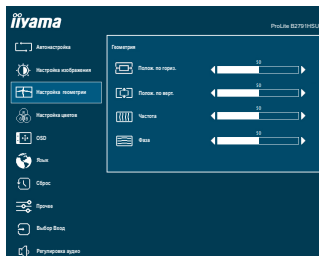 iiyama
ProLite B2791HSU
Автонастройка
Настройка изображения
Настройка геометрии
Настройка цветов
OSD
Язык
Сброс
Прочее
Выбор Вход
Регулировка аудио
Геометрия
Полож. по гориз.
50
Полож. по верт.
50
Частота
50
Фаза
50